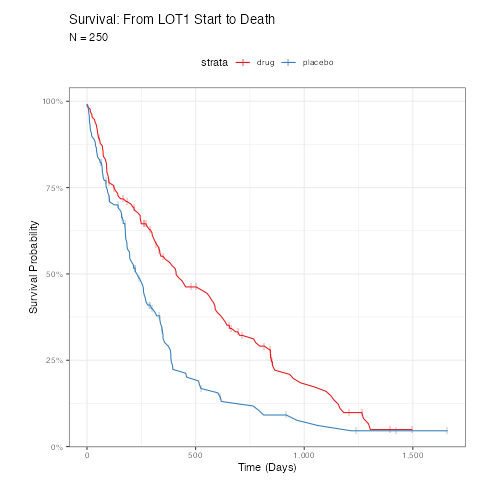 Survival: From LOT1 Start to Death
N = 250
strata drug placebo
100%
75%
50%
25%
0%
Survival Probability
0 500 1,000 1,500
Time (Days)